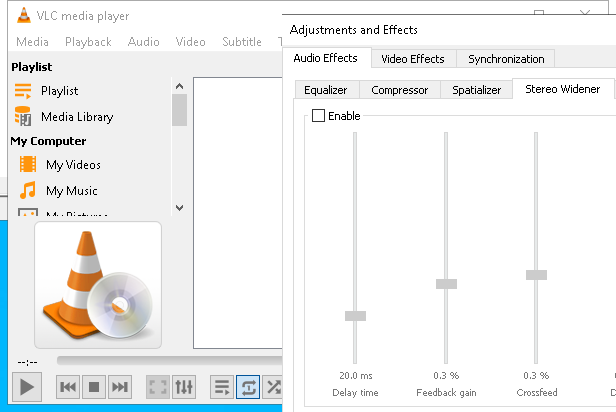 VLC media player
Media Playback Audio Video Subtitle
Playlist
Playlist
Media Library
My Computer
My Videos
My Music
My Pictures
--:--
Adjustments and Effects
Audio Effects Video Effects Synchronization
Equalizer Compressor Spatializer Stereo Widener
Enable
20.0 ms 0.3 % 0.3 %
Delay time Feedback gain Crossfeed